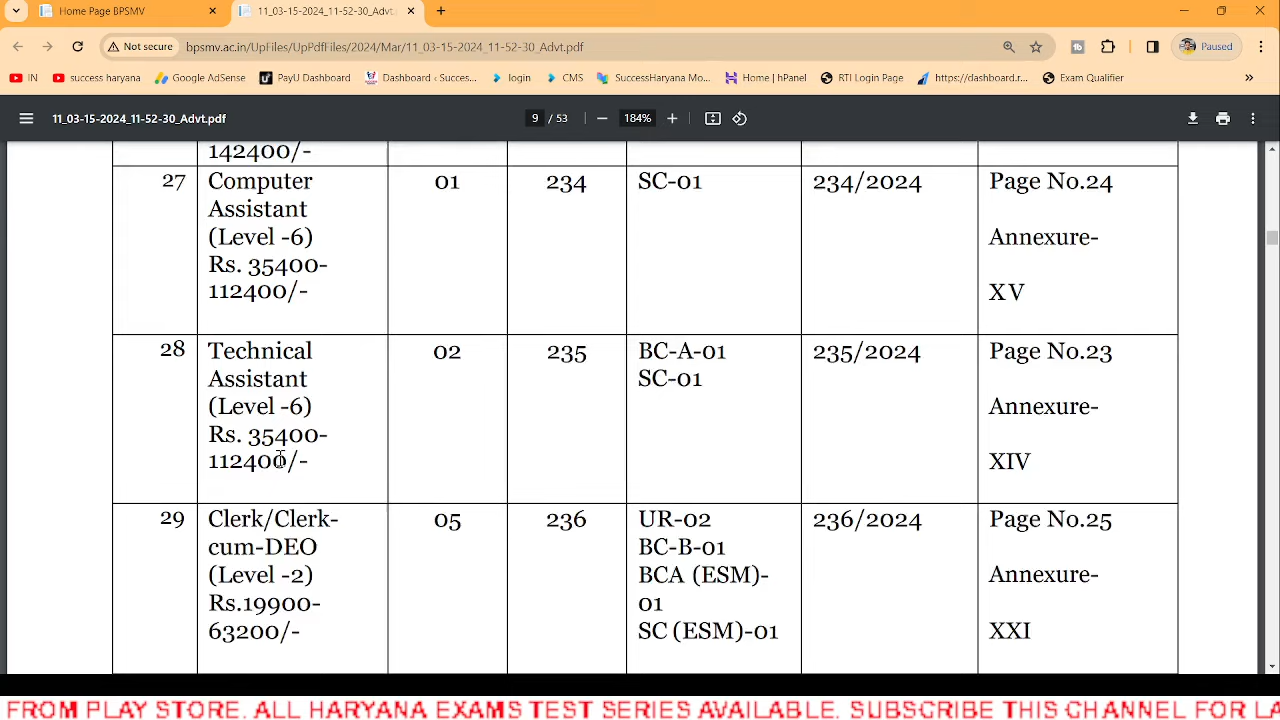 Home Page BPSMV
11_03-15-2024_11-52-30_Advt.
Not secure
bpsmv.ac.in/UpFiles/UpPdfFiles/2024/Mar/11_03-15-2024_11-52-30_Advt.pdf
Paused
IN
success haryana
Google AdSense
PayU Dashboard
Dashboard ‹ Succes...
login
CMS
SuccessHaryana Mo...
Home | hPanel
RTI Login Page
https://dashboard.r...
Exam Qualifier
»
11_03-15-2024_11-52-30_Advt.pdf
9 / 53
184%
142400/-
27
Computer
Assistant
(Level -6)
Rs. 35400-
112400/-
01
234
SC-01
234/2024
Page No.24
Annexure-
XV
28
Technical
Assistant
(Level -6)
Rs. 35400-
112400/-
02
235
BC-A-01
SC-01
235/2024
Page No.23
Annexure-
XIV
29
Clerk/Clerk-
cum-DEO
(Level -2)
Rs.19900-
63200/-
05
236
UR-02
BC-B-01
BCA (ESM)-
01
SC (ESM)-01
236/2024
Page No.25
Annexure-
XXI
FROM PLAY STORE. ALL HARYANA EXAMS TEST SERIES AVAILABLE. SUBSCRIBE THIS CHANNEL FOR LA